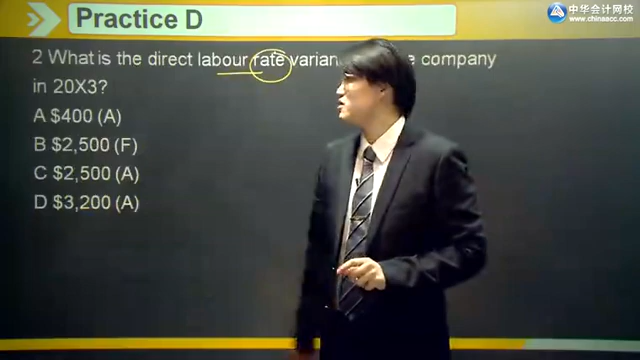 Practice D
中华会计网校
www.chinaacc.com
2 What is the direct labour rate company
in 20X3?
A $400 (A)
B $2,500 (F)
C $2,500 (A)
D $3,200 (A)